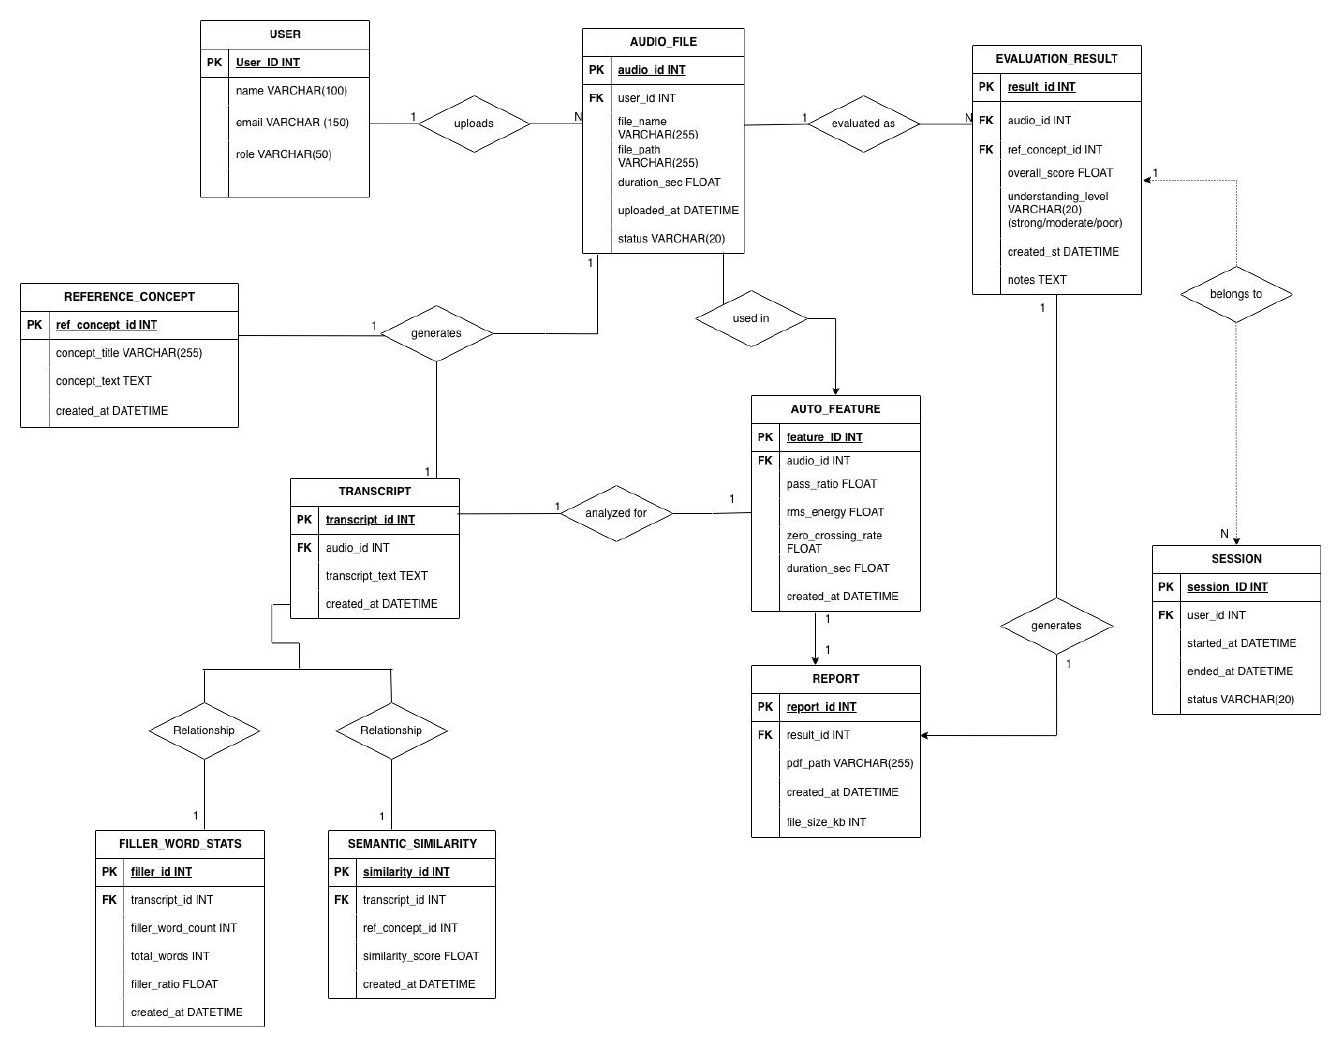 USER
PK User_ID INT
name VARCHAR(100)
email VARCHAR (150)
role VARCHAR(50)
1
uploads
N
AUDIO_FILE
PK audio_id INT
FK user_id INT
file_name
VARCHAR(255)
file_path
VARCHAR(255)
duration_sec FLOAT
uploaded_at DATETIME
status VARCHAR(20)
1
evaluated as
N
EVALUATION_RESULT
PK result_id INT
FK audio_id INT
FK ref_concept_id INT
overall_score FLOAT
understanding_level
VARCHAR(20)
(strong/moderate/poor)
created_st DATETIME
notes TEXT
1
belongs to
N
REFERENCE_CONCEPT
PK ref_concept_id INT
concept_title VARCHAR(255)
concept_text TEXT
created_at DATETIME
1
generates
1
1
used in
AUTO_FEATURE
PK feature_ID INT
FK audio_id INT
pass_ratio FLOAT
rms_energy FLOAT
zero_crossing_rate
FLOAT
duration_sec FLOAT
created_at DATETIME
TRANSCRIPT
PK transcript_id INT
FK audio_id INT
transcript_text TEXT
created_at DATETIME
1
analyzed for
1
1
generates
1
SESSION
PK session_ID INT
FK user_id INT
started_at DATETIME
ended_at DATETIME
status VARCHAR(20)
1
1
REPORT
PK report_id INT
FK result_id INT
pdf_path VARCHAR(255)
created_at DATETIME
file_size_kb INT
Relationship
Relationship
1
1
FILLER_WORD_STATS
PK filler_id INT
FK transcript_id INT
filler_word_count INT
total_words INT
filler_ratio FLOAT
created_at DATETIME
SEMANTIC_SIMILARITY
PK similarity_id INT
FK transcript_id INT
ref_concept_id INT
similarity_score FLOAT
created_at DATETIME